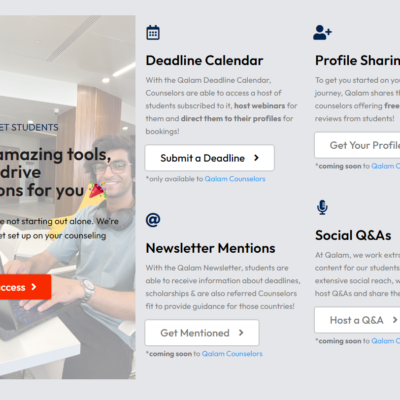 ET STUDENTS
amazing tools,
drive
ons for you 🎉
e not starting out alone. We're
et set up on your counseling
ccess
Deadline Calendar
With the Qalam Deadline Calendar,
Counselors are able to access a host of
students subscribed to it, host webinars for
them and direct them to their profiles for
bookings!
Submit a Deadline
*only available to Qalam Counselors
Newsletter Mentions
With the Qalam Newsletter, students are
able to receive information about deadlines,
scholarships & are also referred Counselors
fit to provide guidance for those countries!
Get Mentioned
*coming soon to Qalam Counselors
Profile Sharin
To get you started on your
journey, Qalam shares th
counselors offering free
reviews from students!
Get Your Profile
*coming soon to Qalam C
Social Q&As
At Qalam, we work extr
content for our students
extensive social reach, w
host Q&As and share the
Host a Q&A
*coming soon to Qalam C